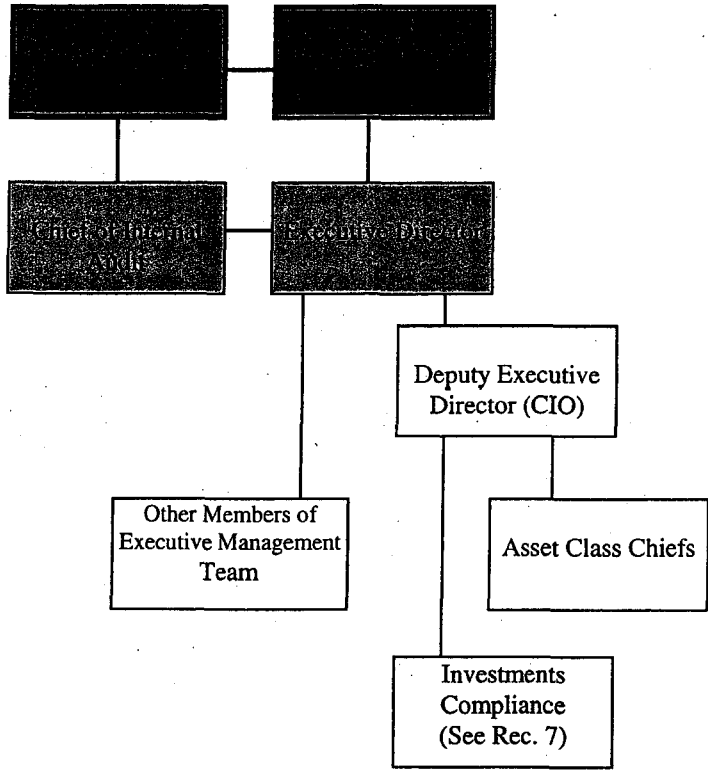 Chief of Internal
Audit
Executive Director
Deputy Executive
Director (CIO)
Other Members of
Executive Management
Team
Asset Class Chiefs
Investments
Compliance
(See Rec. 7)